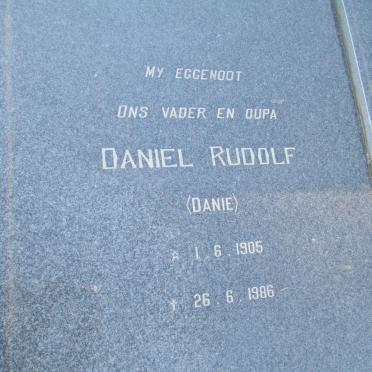 MY EGGENOOT
ONS VADER EN OUPA
DANIEL RUDOLF
(DANIE)
☆ 1.6.1905
† 26.6.1986